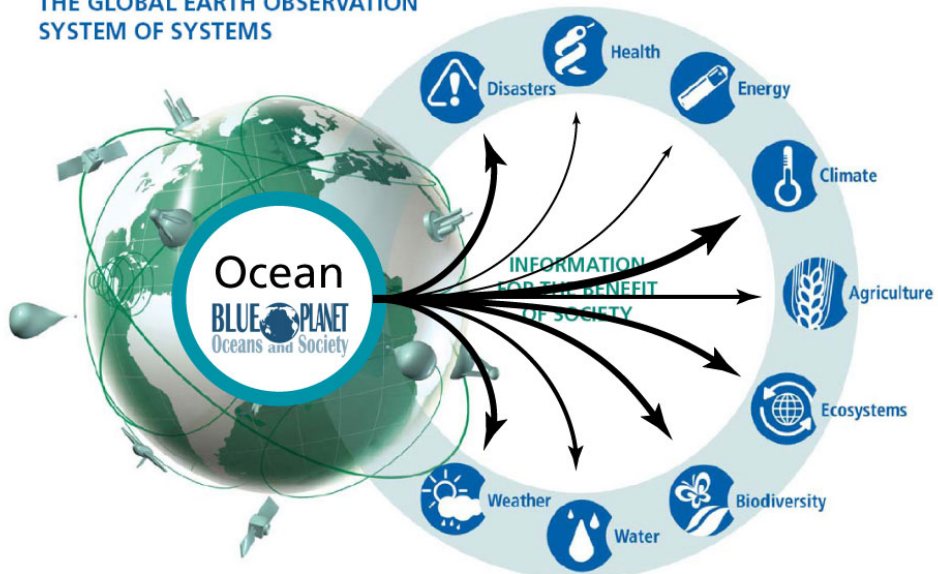 THE GLOBAL EARTH OBSERVATION
SYSTEM OF SYSTEMS
Health
Disasters
Energy
Climate
Ocean
BLUE PLANET
Oceans and Society
INFORMATION
FOR THE BENEFIT
OF SOCIETY
Agriculture
Ecosystems
Weather
Biodiversity
Water